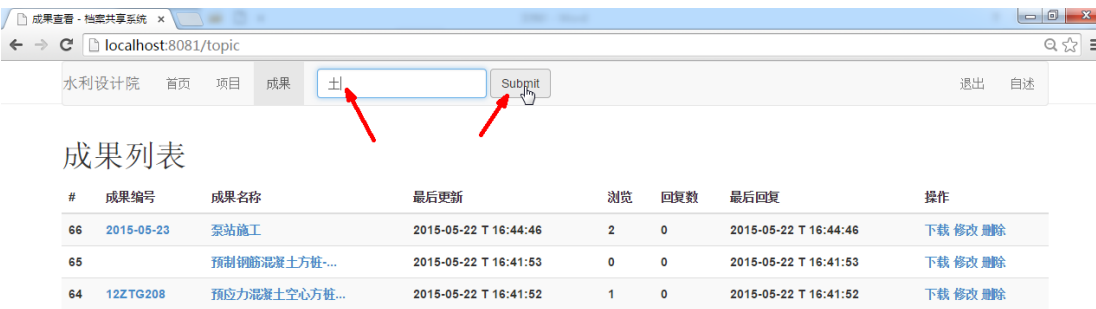 成果查看 - 档案共享系统 ×
localhost:8081/topic
水利设计院 首页 项目 成果 土 Submit 退出 自述
成果列表
# 成果编号 成果名称 最后更新 浏览 回复数 最后回复 操作
66 2015-05-23 泵站施工 2015-05-22 T 16:44:46 2 0 2015-05-22 T 16:44:46 下载 修改 删除
65 预制钢筋混凝土方桩-... 2015-05-22 T 16:41:53 0 0 2015-05-22 T 16:41:53 下载 修改 删除
64 12ZTG208 预应力混凝土空心方桩... 2015-05-22 T 16:41:52 1 0 2015-05-22 T 16:41:52 下载 修改 删除